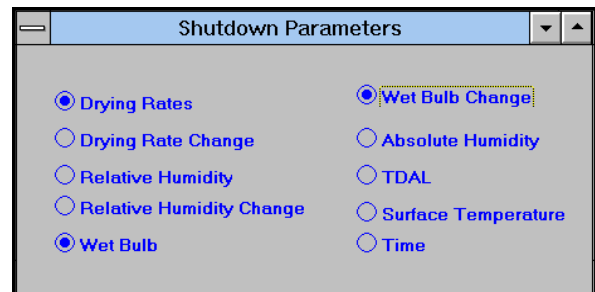 Shutdown Parameters
Drying Rates
Drying Rate Change
Relative Humidity
Relative Humidity Change
Wet Bulb
Wet Bulb Change
Absolute Humidity
TDAL
Surface Temperature
Time